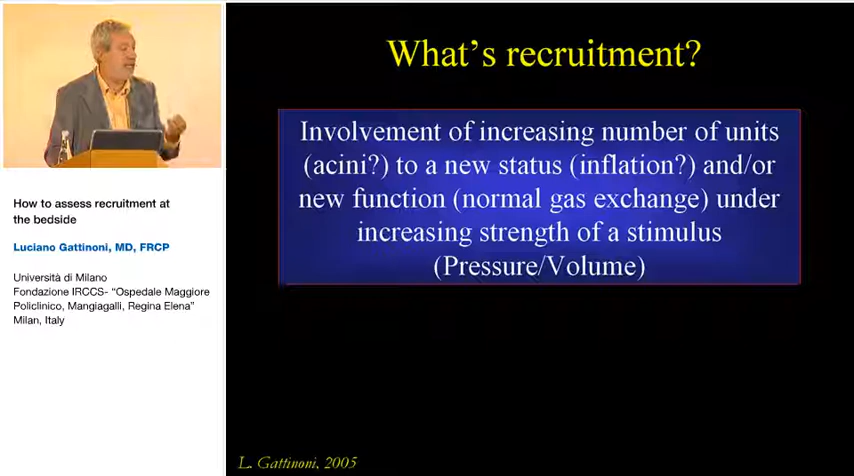 What's recruitment?
Involvement of increasing number of units
(acini?) to a new status (inflation?) and/or
new function (normal gas exchange) under
increasing strength of a stimulus
(Pressure/Volume)
L. Gattinoni, 2005
How to assess recruitment at
the bedside
Luciano Gattinoni, MD, FRCP
Università di Milano
Fondazione IRCCS- “Ospedale Maggiore
Policlinico, Mangiagalli, Regina Elena”
Milan, Italy